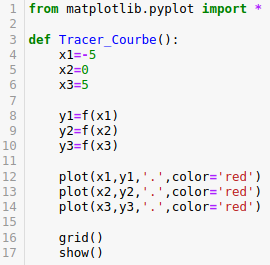 1 from matplotlib.pyplot import *
2
3 def Tracer_Courbe():
4     x1=-5
5     x2=0
6     x3=5
7
8     y1=f(x1)
9     y2=f(x2)
10     y3=f(x3)
11
12     plot(x1,y1,'.',color='red')
13     plot(x2,y2,'.',color='red')
14     plot(x3,y3,'.',color='red')
15
16     grid()
17     show()